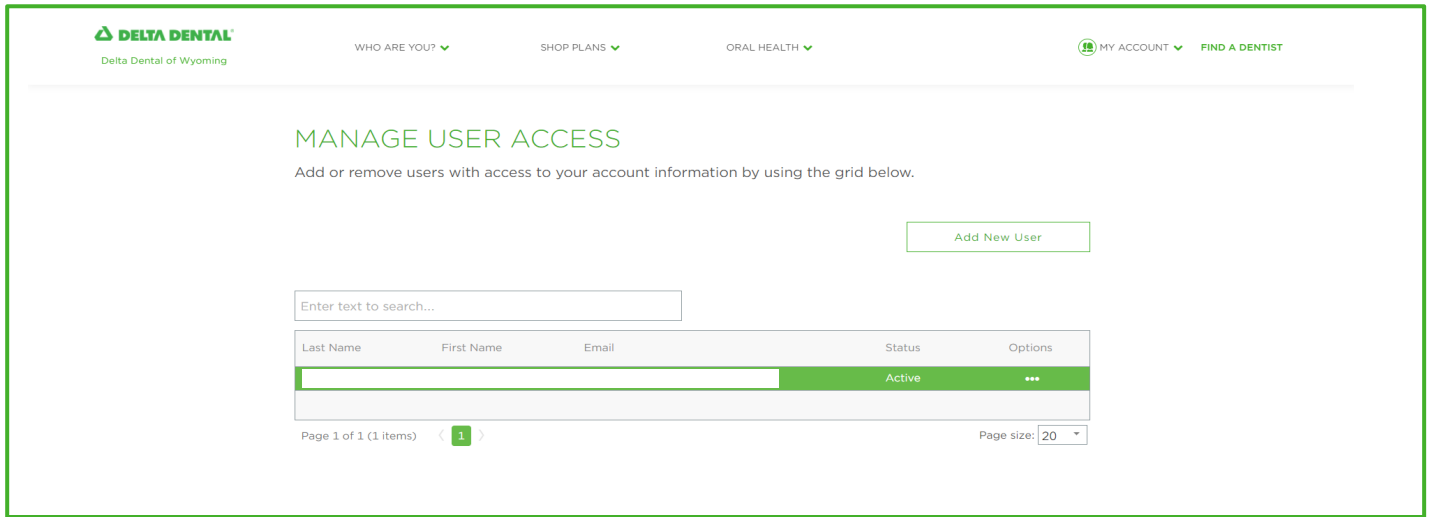 DELTA DENTAL®
Delta Dental of Wyoming
WHO ARE YOU?
SHOP PLANS
ORAL HEALTH
MY ACCOUNT
FIND A DENTIST
MANAGE USER ACCESS
Add or remove users with access to your account information by using the grid below.
Add New User
Enter text to search...
Last Name First Name Email Status Options
Active •••
Page 1 of 1 (1 items) 1 Page size: 20